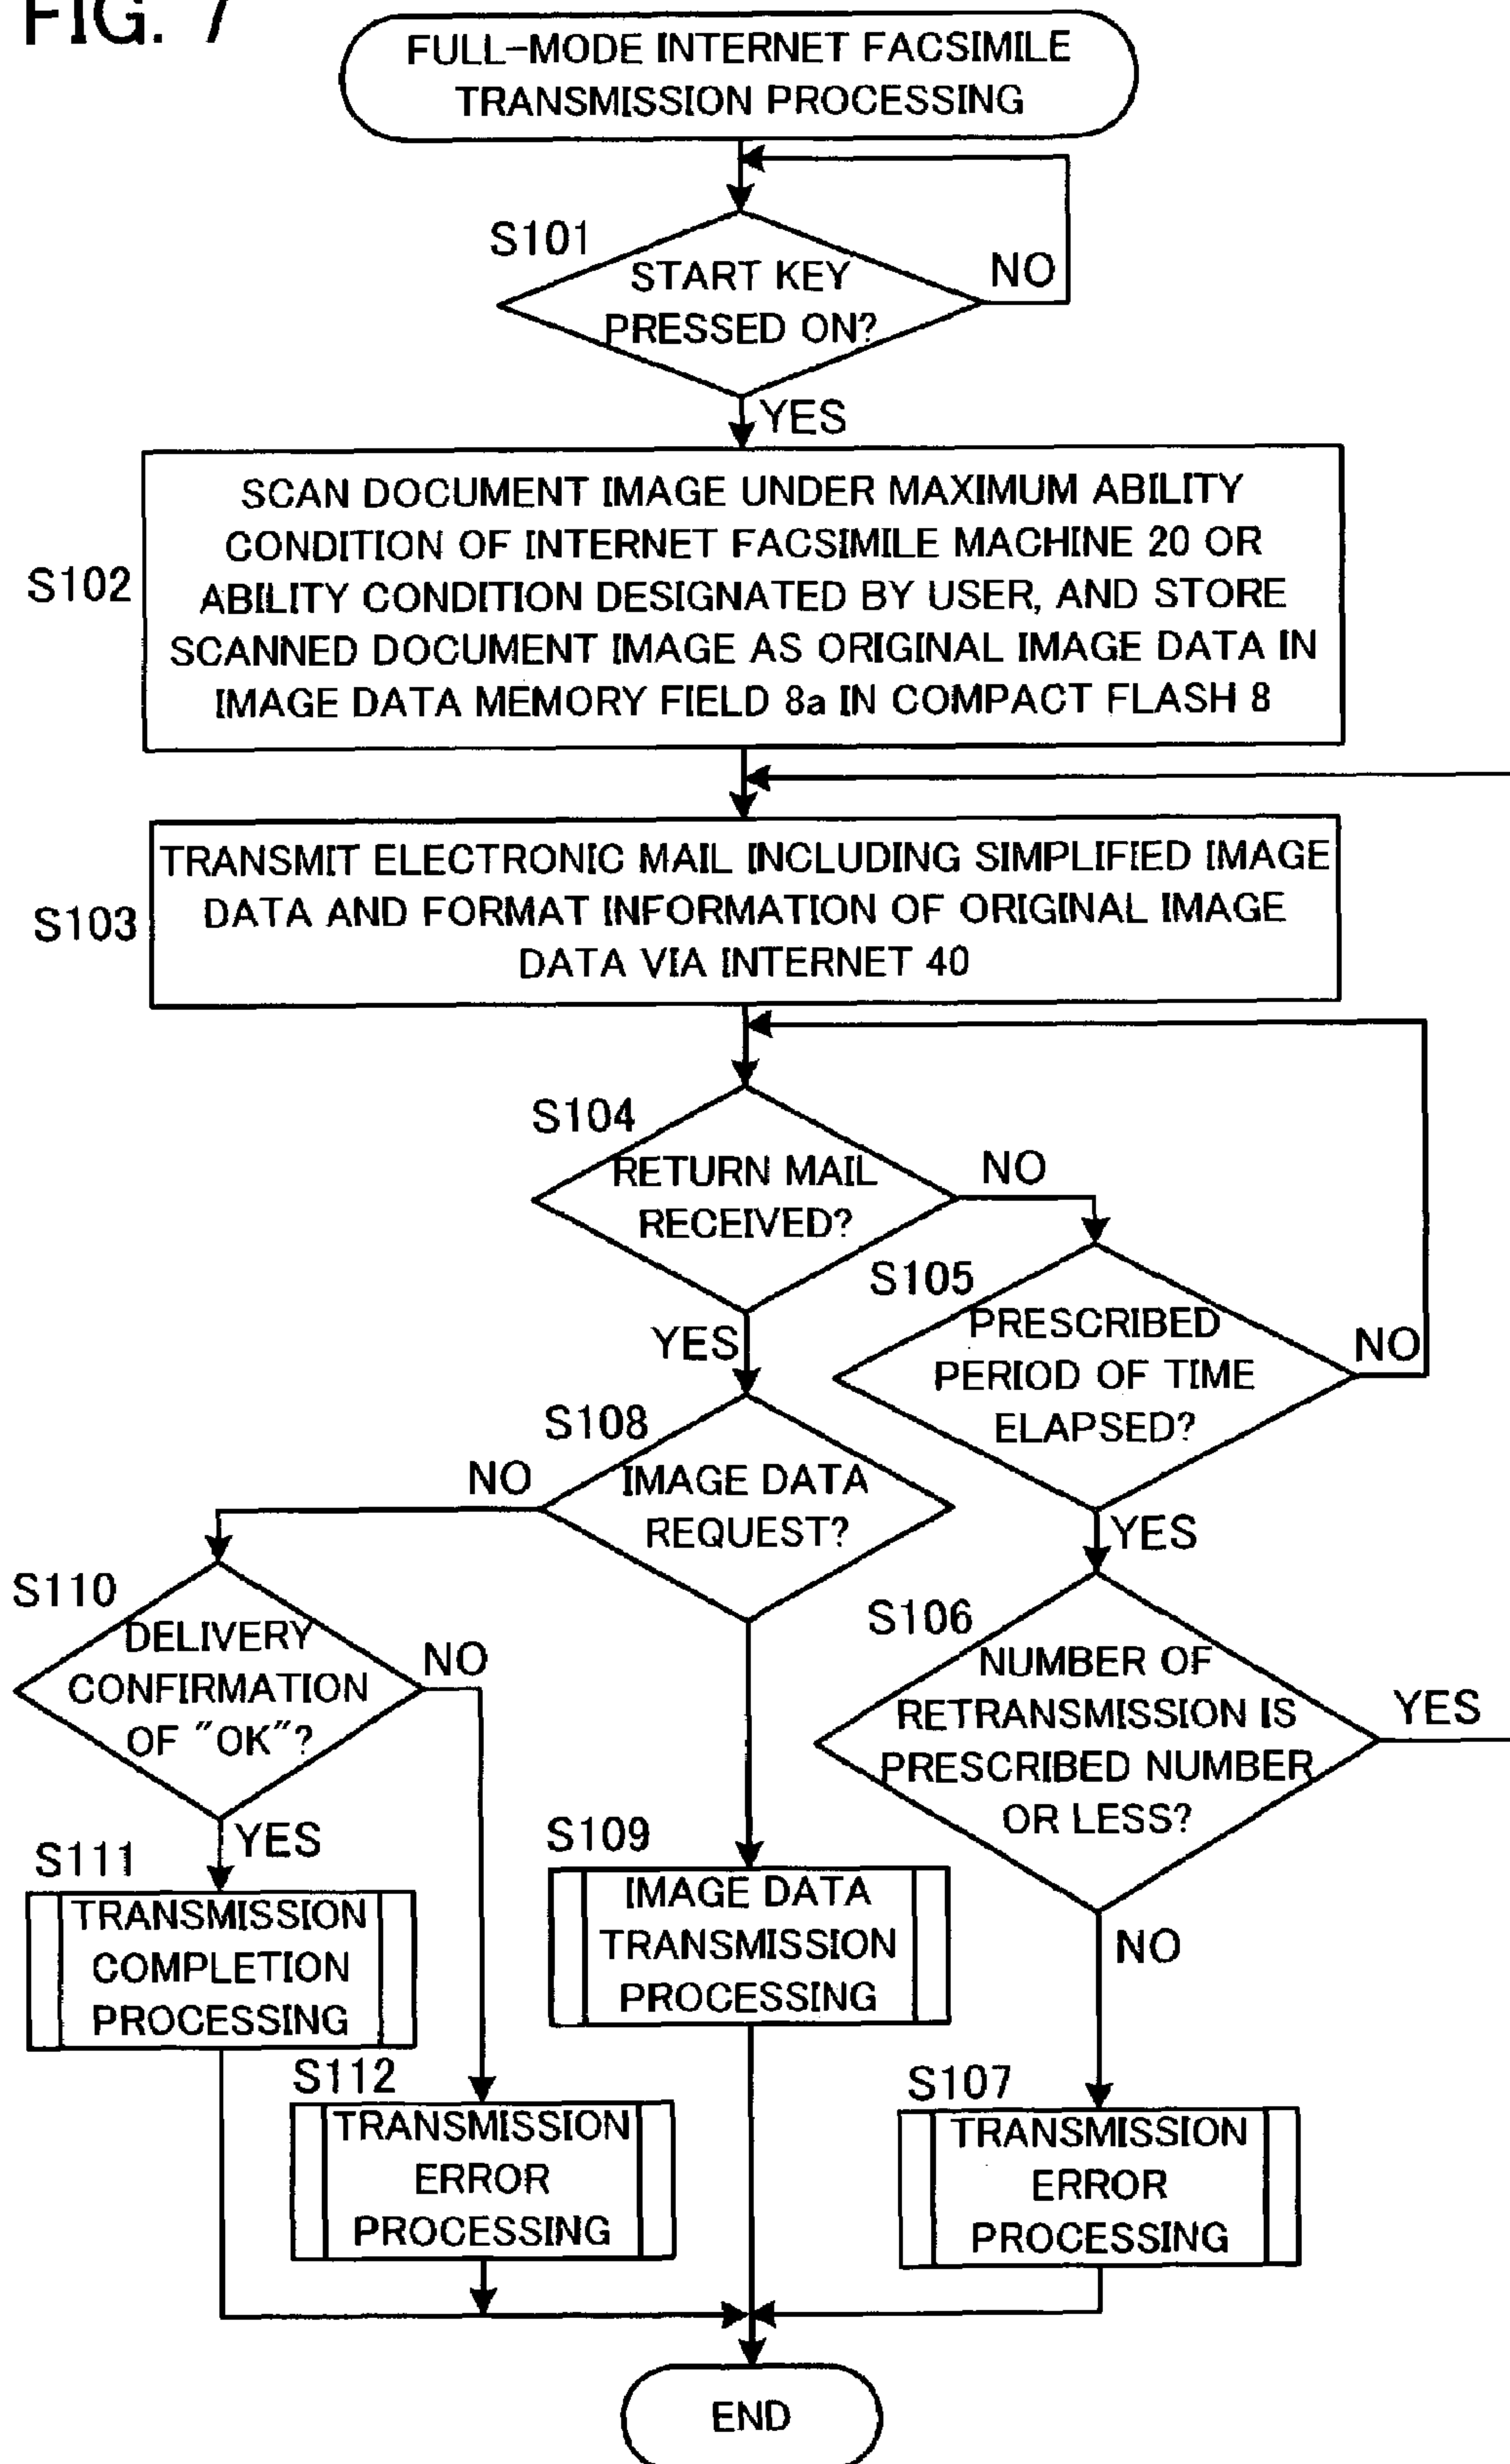 FIG. 7
FULL-MODE INTERNET FACSIMILE
TRANSMISSION PROCESSING
S101
START KEY
PRESSED ON?
NO
YES
S102
SCAN DOCUMENT IMAGE UNDER MAXIMUM ABILITY
CONDITION OF INTERNET FACSIMILE MACHINE 20 OR
ABILITY CONDITION DESIGNATED BY USER, AND STORE
SCANNED DOCUMENT IMAGE AS ORIGINAL IMAGE DATA IN
IMAGE DATA MEMORY FIELD 8a IN COMPACT FLASH 8
S103
TRANSMIT ELECTRONIC MAIL INCLUDING SIMPLIFIED IMAGE
DATA AND FORMAT INFORMATION OF ORIGINAL IMAGE
DATA VIA INTERNET 40
S104
RETURN MAIL
RECEIVED?
NO
YES
S105
PRESCRIBED
PERIOD OF TIME
ELAPSED?
NO
YES
S108
IMAGE DATA
REQUEST?
NO
S110
DELIVERY
CONFIRMATION
OF "OK"?
NO
YES
S106
NUMBER OF
RETRANSMISSION IS
PRESCRIBED NUMBER
OR LESS?
YES
NO
S111
TRANSMISSION
COMPLETION
PROCESSING
S109
IMAGE DATA
TRANSMISSION
PROCESSING
S112
TRANSMISSION
ERROR
PROCESSING
S107
TRANSMISSION
ERROR
PROCESSING
END